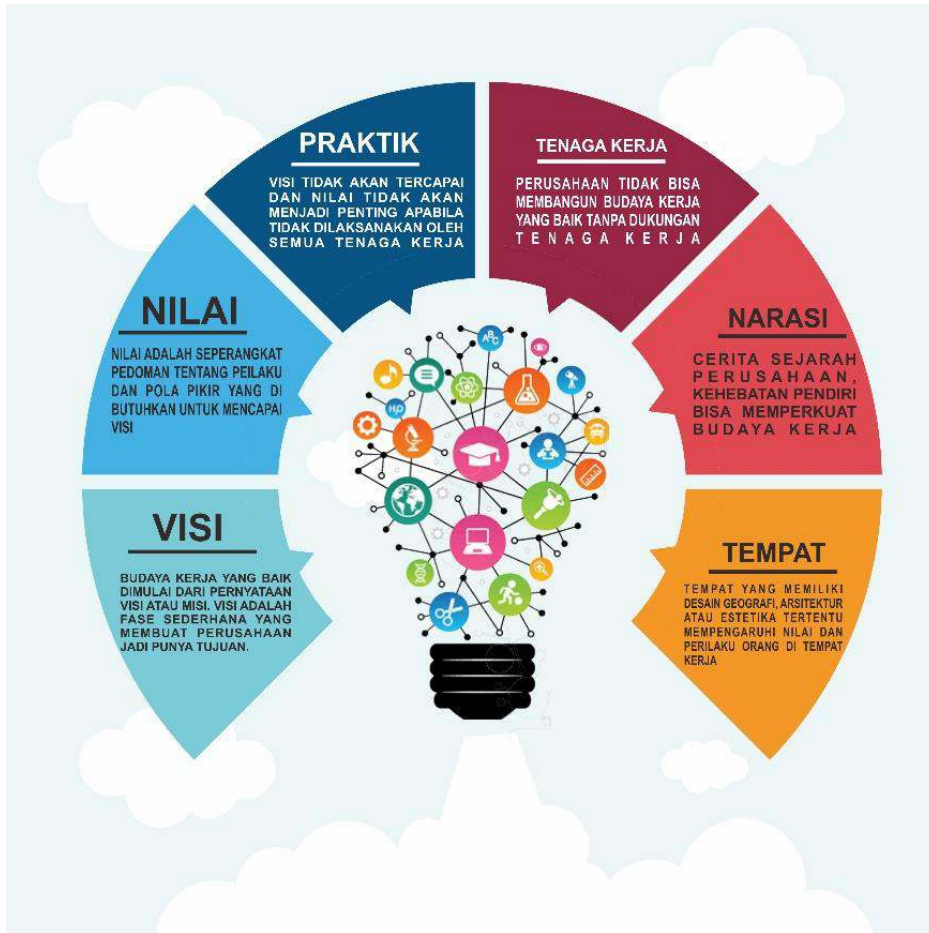 PRAKTIK
VISI TIDAK AKAN TERCAPAI
DAN NILAI TIDAK AKAN
MENJADI PENTING APABILA
TIDAK DILAKSANAKAN OLEH
SEMUA TENAGA KERJA
TENAGA KERJA
PERUSAHAAN TIDAK BISA
MEMBANGUN BUDAYA KERJA
YANG BAIK TANPA DUKUNGAN
TENAGA KERJA
NILAI
NILAI ADALAH SEPERANGKAT
PEDOMAN TENTANG PEILAKU
DAN POLA PIKIR YANG DI
BUTUHKAN UNTUK MENCAPAI
VISI
NARASI
CERITA SEJARAH
PERUSAHAAN,
KEHEBATAN PENDIRI
BISA MEMPERKUAT
BUDAYA KERJA
VISI
BUDAYA KERJA YANG BAIK
DIMULAI DARI PERNYATAAN
VISI ATAU MISI. VISI ADALAH
FASE SEDERHANA YANG
MEMBUAT PERUSAHAAN
JADI PUNYA TUJUAN.
TEMPAT
TEMPAT YANG MEMILIKI
DESAIN GEOGRAFI, ARSITEKTUR
ATAU ESTETIKA TERTENTU
MEMPENGARUHI NILAI DAN
PERILAKU ORANG DI TEMPAT
KERJA
ABC
H₂O